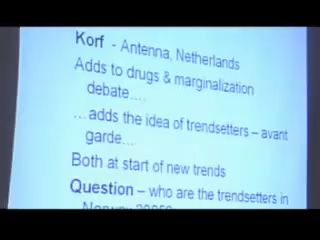 Korf - Antenna, Netherlands
Adds to drugs & marginalization
debate….
…adds the idea of trendsetters – avant
garde…
Both at start of new trends
Question – who are the trendsetters in
Norway